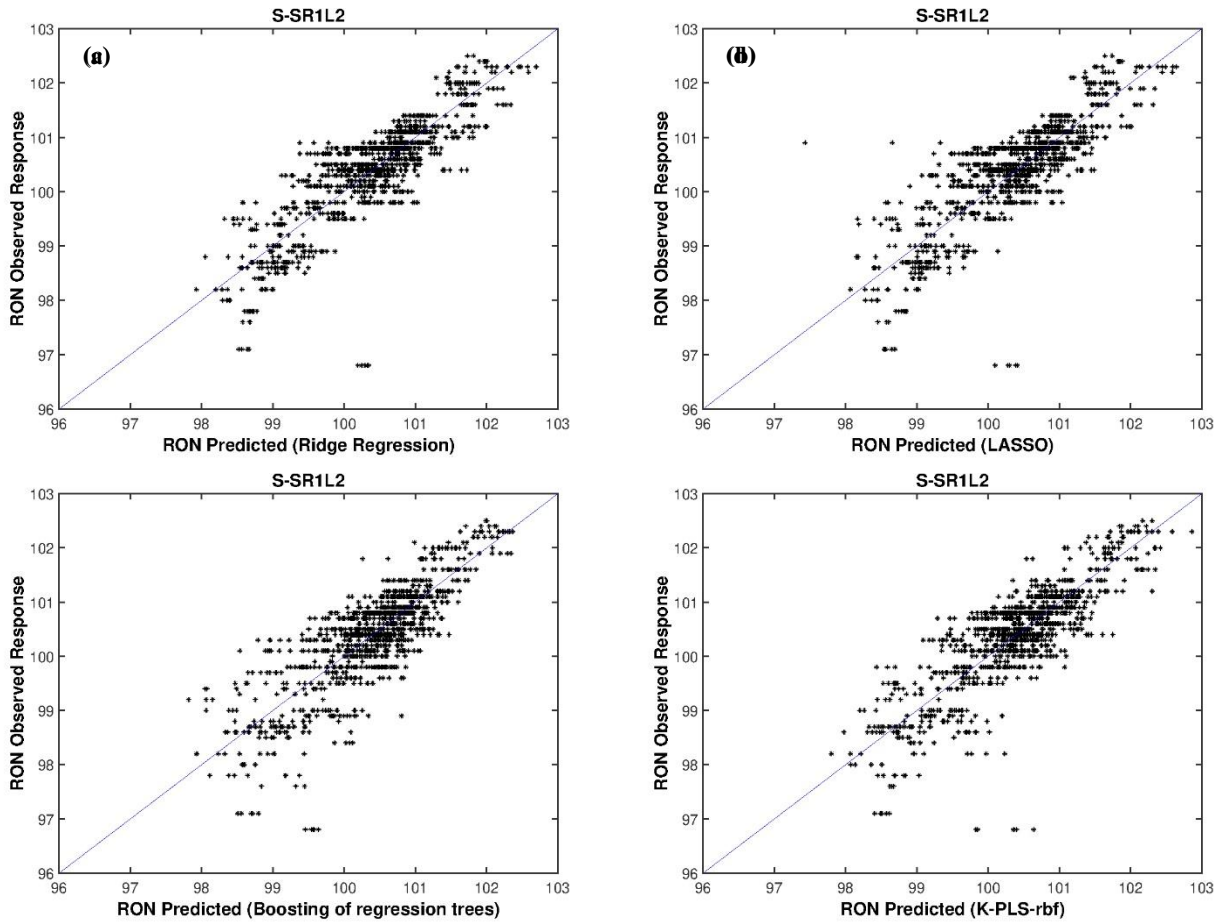 S-SR1L2
S-SR1L2
103
102
101
100
99
98
97
96
RON Observed Response
96 97 98 99 100 101 102 103
RON Predicted (Ridge Regression)
103
102
101
100
99
98
97
96
RON Observed Response
96 97 98 99 100 101 102 103
RON Predicted (LASSO)
S-SR1L2
S-SR1L2
103
102
101
100
99
98
97
96
RON Observed Response
96 97 98 99 100 101 102 103
RON Predicted (Boosting of regression trees)
103
102
101
100
99
98
97
96
RON Observed Response
96 97 98 99 100 101 102 103
RON Predicted (K-PLS-rbf)